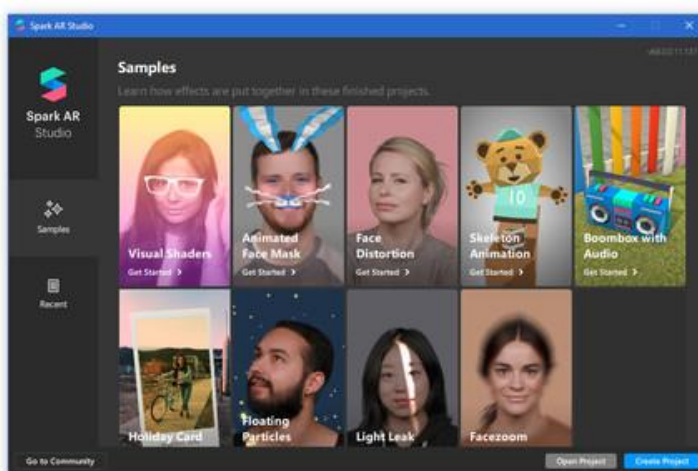 Spark AR Studio
Samples
Learn how effects are put together in these finished projects.
Spark AR
Studio
Samples
Recent
Visual Shaders
Get Started >
Animated
Face Mask
Get Started >
Face
Distortion
Get Started >
10
Skeleton
Animation
Get Started >
Boombox with
Audio
Get Started >
Holiday Card
Floating
Particles
Light Leak
Facezoom
Go to Community
Open Project
Create Project